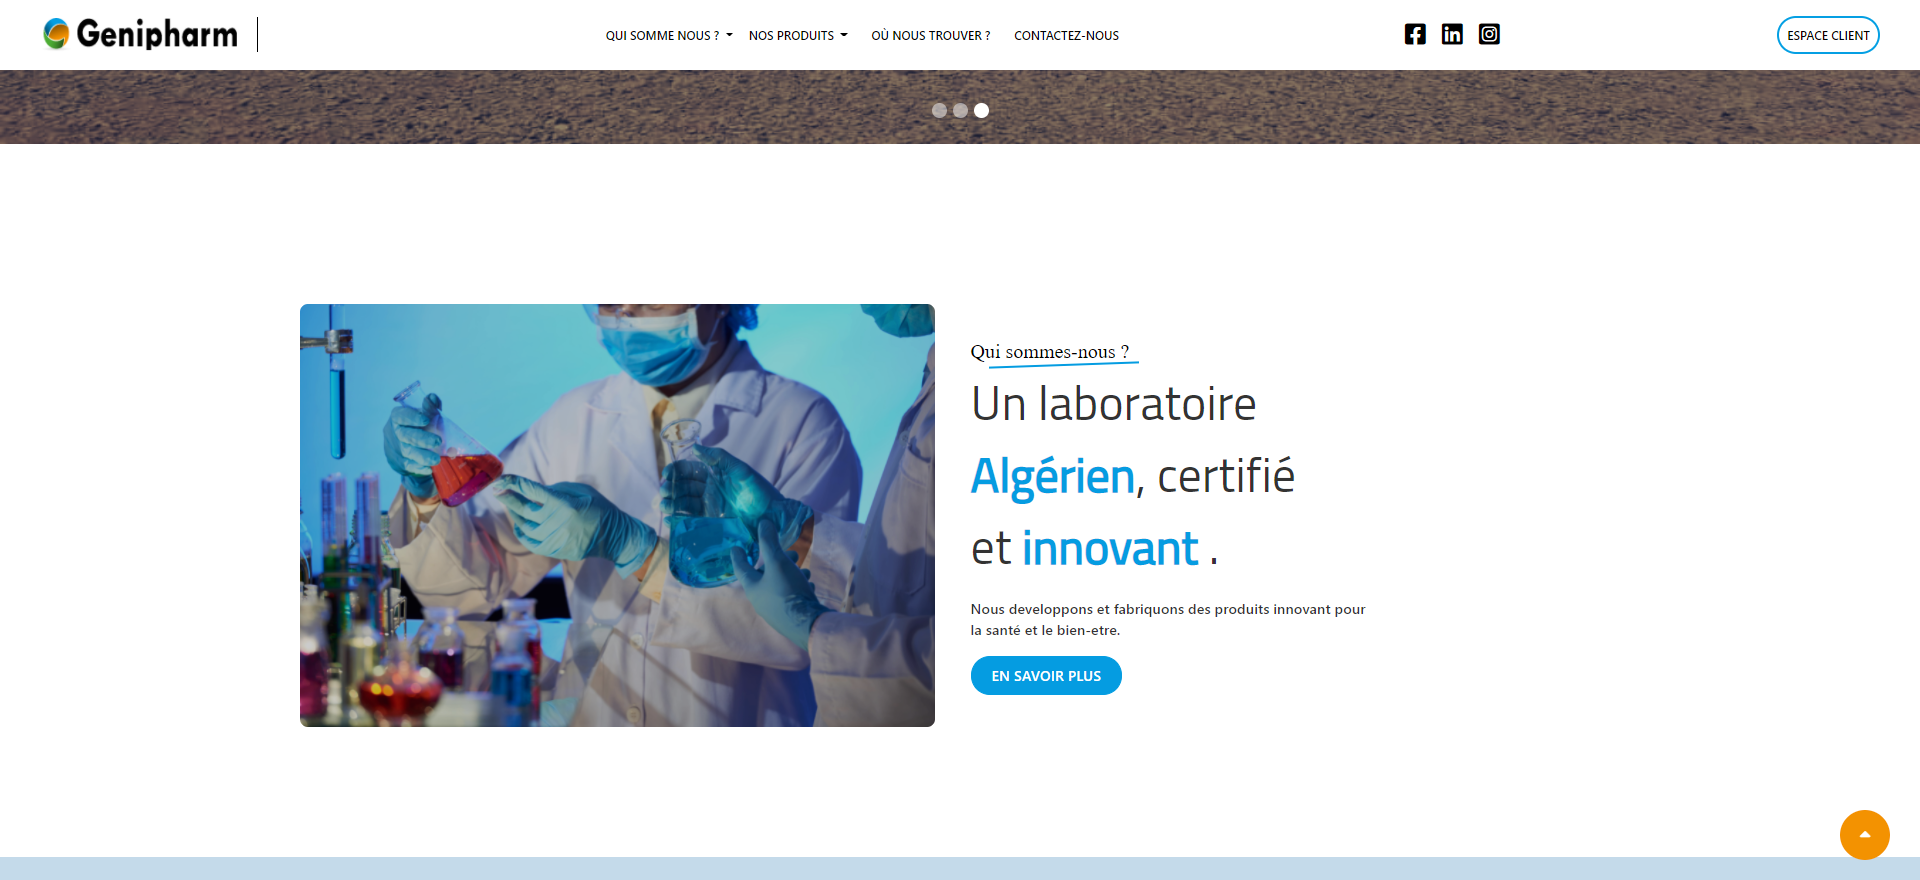 Genipharm
QUI SOMME NOUS ?
NOS PRODUITS
OÙ NOUS TROUVER ?
CONTACTEZ-NOUS
ESPACE CLIENT
Qui sommes-nous ?
Un laboratoire
Algérien, certifié
et innovant .
Nous developpons et fabriquons des produits innovant pour
la santé et le bien-etre.
EN SAVOIR PLUS